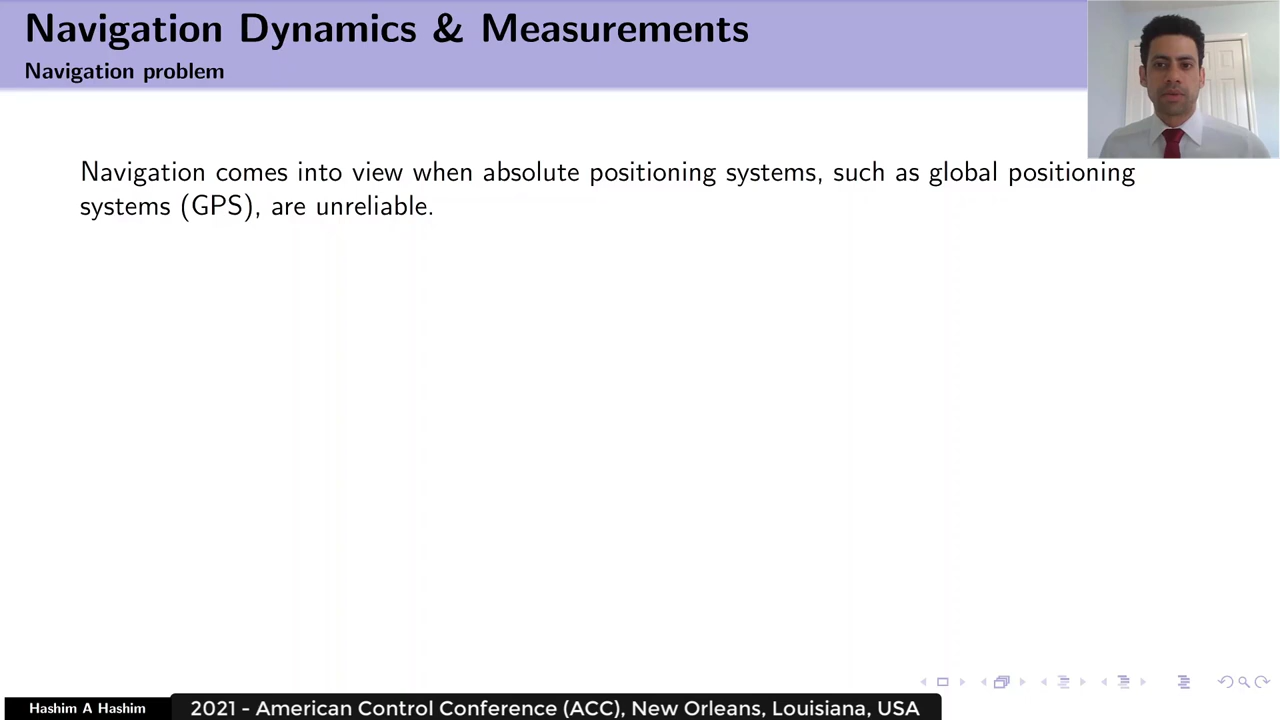 Navigation Dynamics & Measurements
Navigation problem
Navigation comes into view when absolute positioning systems, such as global positioning
systems (GPS), are unreliable.
Hashim A Hashim
2021 - American Control Conference (ACC), New Orleans, Louisiana, USA